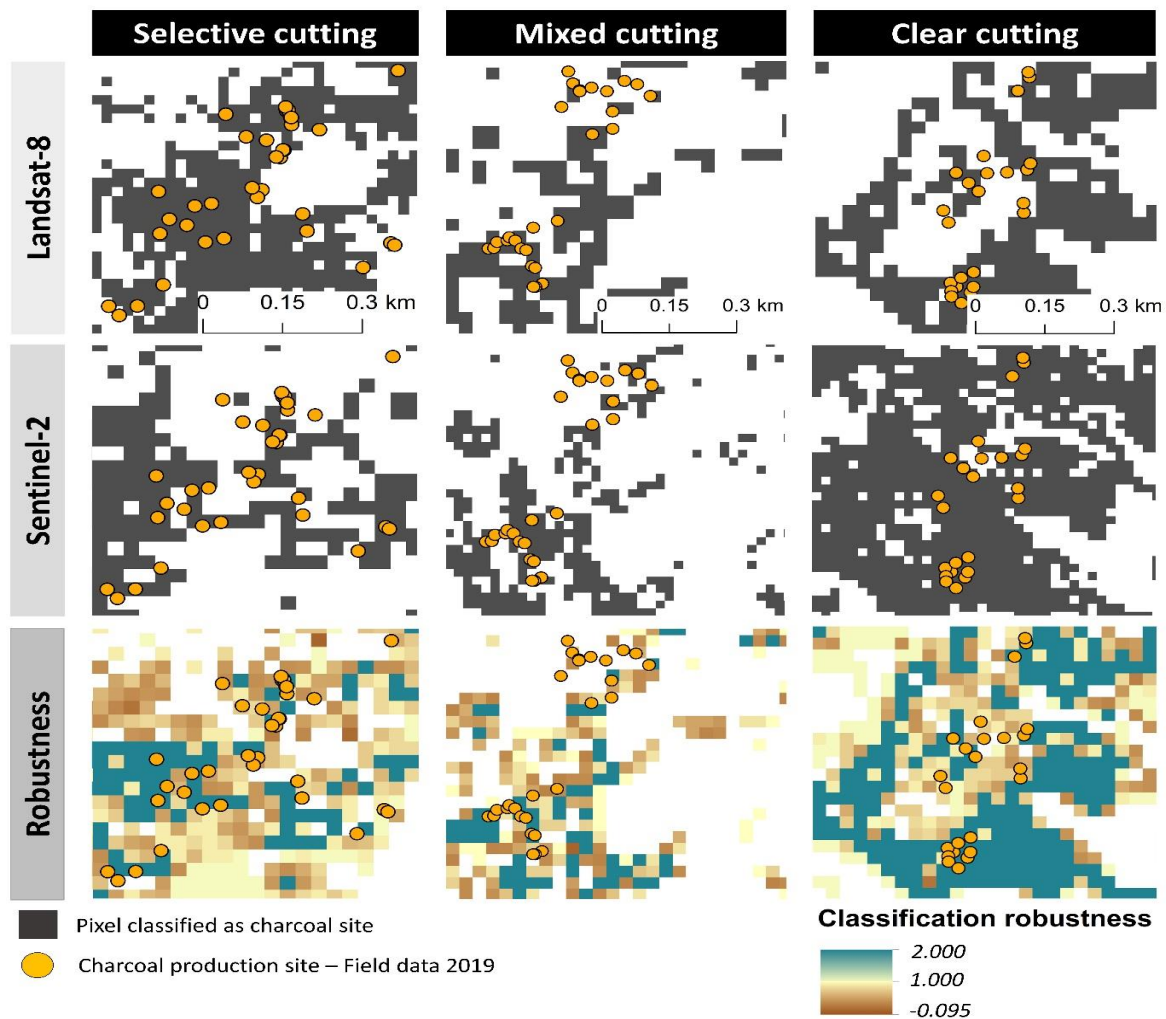 Selective cutting
Mixed cutting
Clear cutting
Landsat-8
0 0.15 0.3 km
0 0.15 0.3 km
0 0.15 0.3 km
Sentinel-2
Robustness
Pixel classified as charcoal site
Charcoal production site – Field data 2019
Classification robustness
2.000
1.000
-0.095